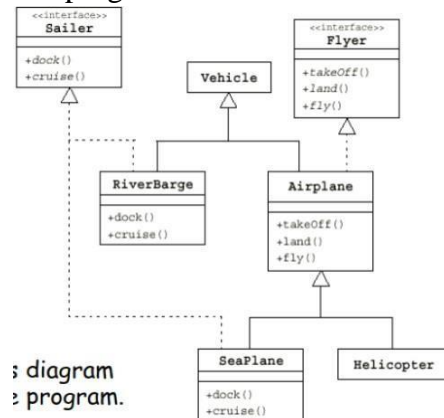 <<interface>>
Sailer
+dock()
+cruise()
<<interface>>
Flyer
+takeOff()
+land()
+fly()
Vehicle
RiverBarge
+dock()
+cruise()
Airplane
+takeOff()
+land()
+fly()
SeaPlane
+dock()
+cruise()
Helicopter
s diagram
e program.